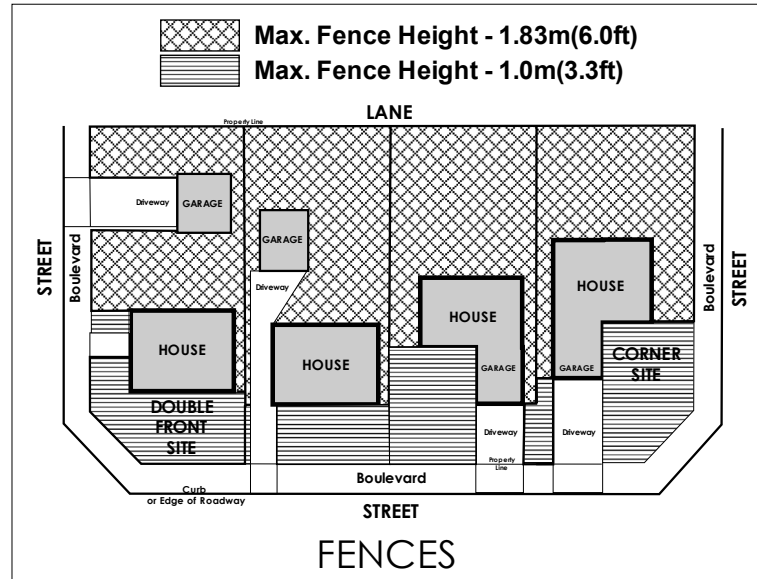 Max. Fence Height - 1.83m(6.0ft)
Max. Fence Height - 1.0m(3.3ft)
Property Line
LANE
Driveway
GARAGE
GARAGE
STREET
Boulevard
Driveway
HOUSE
HOUSE
Boulevard
STREET
HOUSE
HOUSE
GARAGE
GARAGE
CORNER
SITE
DOUBLE
FRONT
SITE
Driveway
Driveway
Property
Line
Boulevard
Curb
or Edge of Roadway
STREET
FENCES